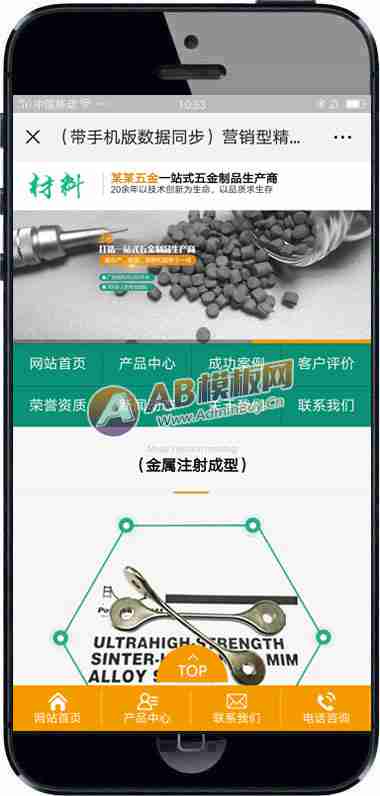 中国移动
10:53
（带手机版数据同步）营销型精...
材料
某某五金一站式五金制品生产商
20余年以技术创新为生命，以品质求生存
打造一站式五金制品生产商
网站首页 产品中心 成功案例 客户评价
荣誉资质 联系我们
AB模板网
www.AdminBuy.Cn
（金属注射成型）
ULTRAHIGH-STRENGTH
SINTER- MIM
ALLOY S
TOP
网站首页 产品中心 联系我们 电话咨询